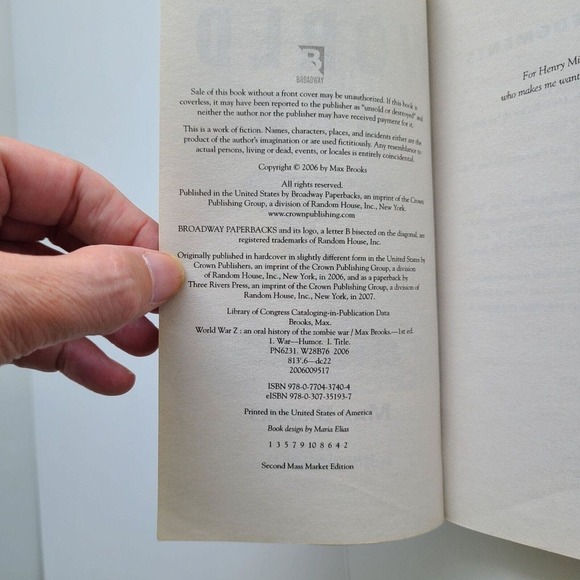 B
BROADWAY
Sale of this book without a front cover may be unauthorized. If this book is
coverless, it may have been reported to the publisher as "unsold or destroyed" and
neither the author nor the publisher may have received payment for it.
This is a work of fiction. Names, characters, places, and incidents either are the
product of the author's imagination or are used fictitiously. Any resemblance to
actual persons, living or dead, events, or locales is entirely coincidental.
Copyright © 2006 by Max Brooks
All rights reserved.
Published in the United States by Broadway Paperbacks, an imprint of the Crown
Publishing Group, a division of Random House, Inc., New York.
www.crownpublishing.com
BROADWAY PAPERBACKS and its logo, a letter B bisected on the diagonal, are
registered trademarks of Random House, Inc.
Originally published in hardcover in slightly different form in the United States by
Crown Publishers, an imprint of the Crown Publishing Group, a division
of Random House, Inc., New York, in 2006, and as a paperback by
Three Rivers Press, an imprint of the Crown Publishing Group, a division of
Random House, Inc., New York, in 2007.
Library of Congress Cataloging-in-Publication Data
Brooks, Max.
World War Z : an oral history of the zombie war / Max Brooks.—1st ed.
1. War—Humor. I. Title.
PN6231. W28B76 2006
813'.6—dc22
2006009517
ISBN 978-0-7704-3740-4
eISBN 978-0-307-35193-7
Printed in the United States of America
Book design by Maria Elias
1 3 5 7 9 10 8 6 4 2
Second Mass Market Edition
For Henry Mi
who makes me want